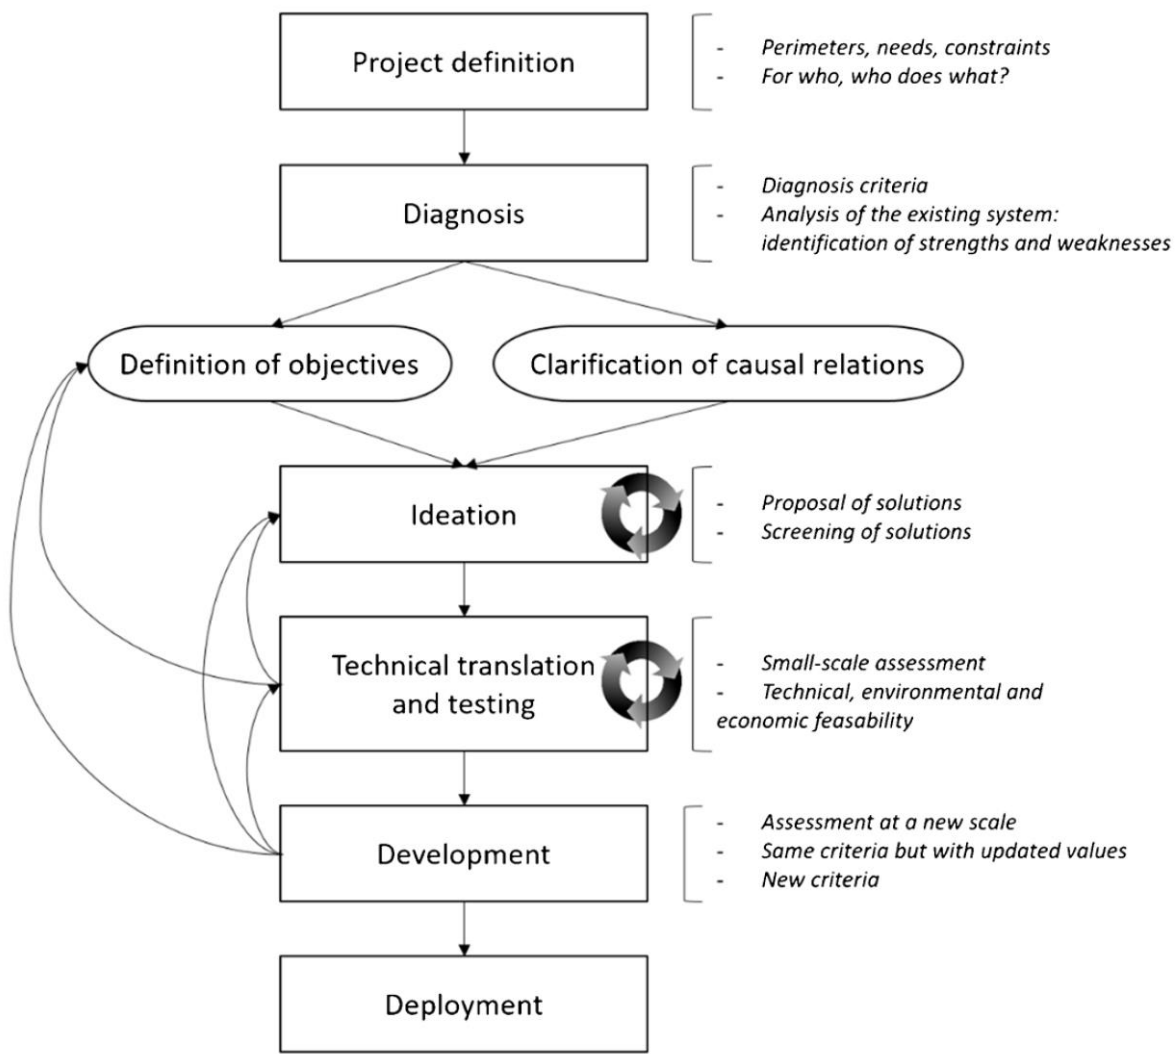 Project definition
- Perimeters, needs, constraints
- For who, who does what?
Diagnosis
- Diagnosis criteria
- Analysis of the existing system:
identification of strengths and weaknesses
Definition of objectives
Clarification of causal relations
Ideation
- Proposal of solutions
- Screening of solutions
Technical translation
and testing
- Small-scale assessment
- Technical, environmental and
economic feasability
Development
- Assessment at a new scale
- Same criteria but with updated values
- New criteria
Deployment